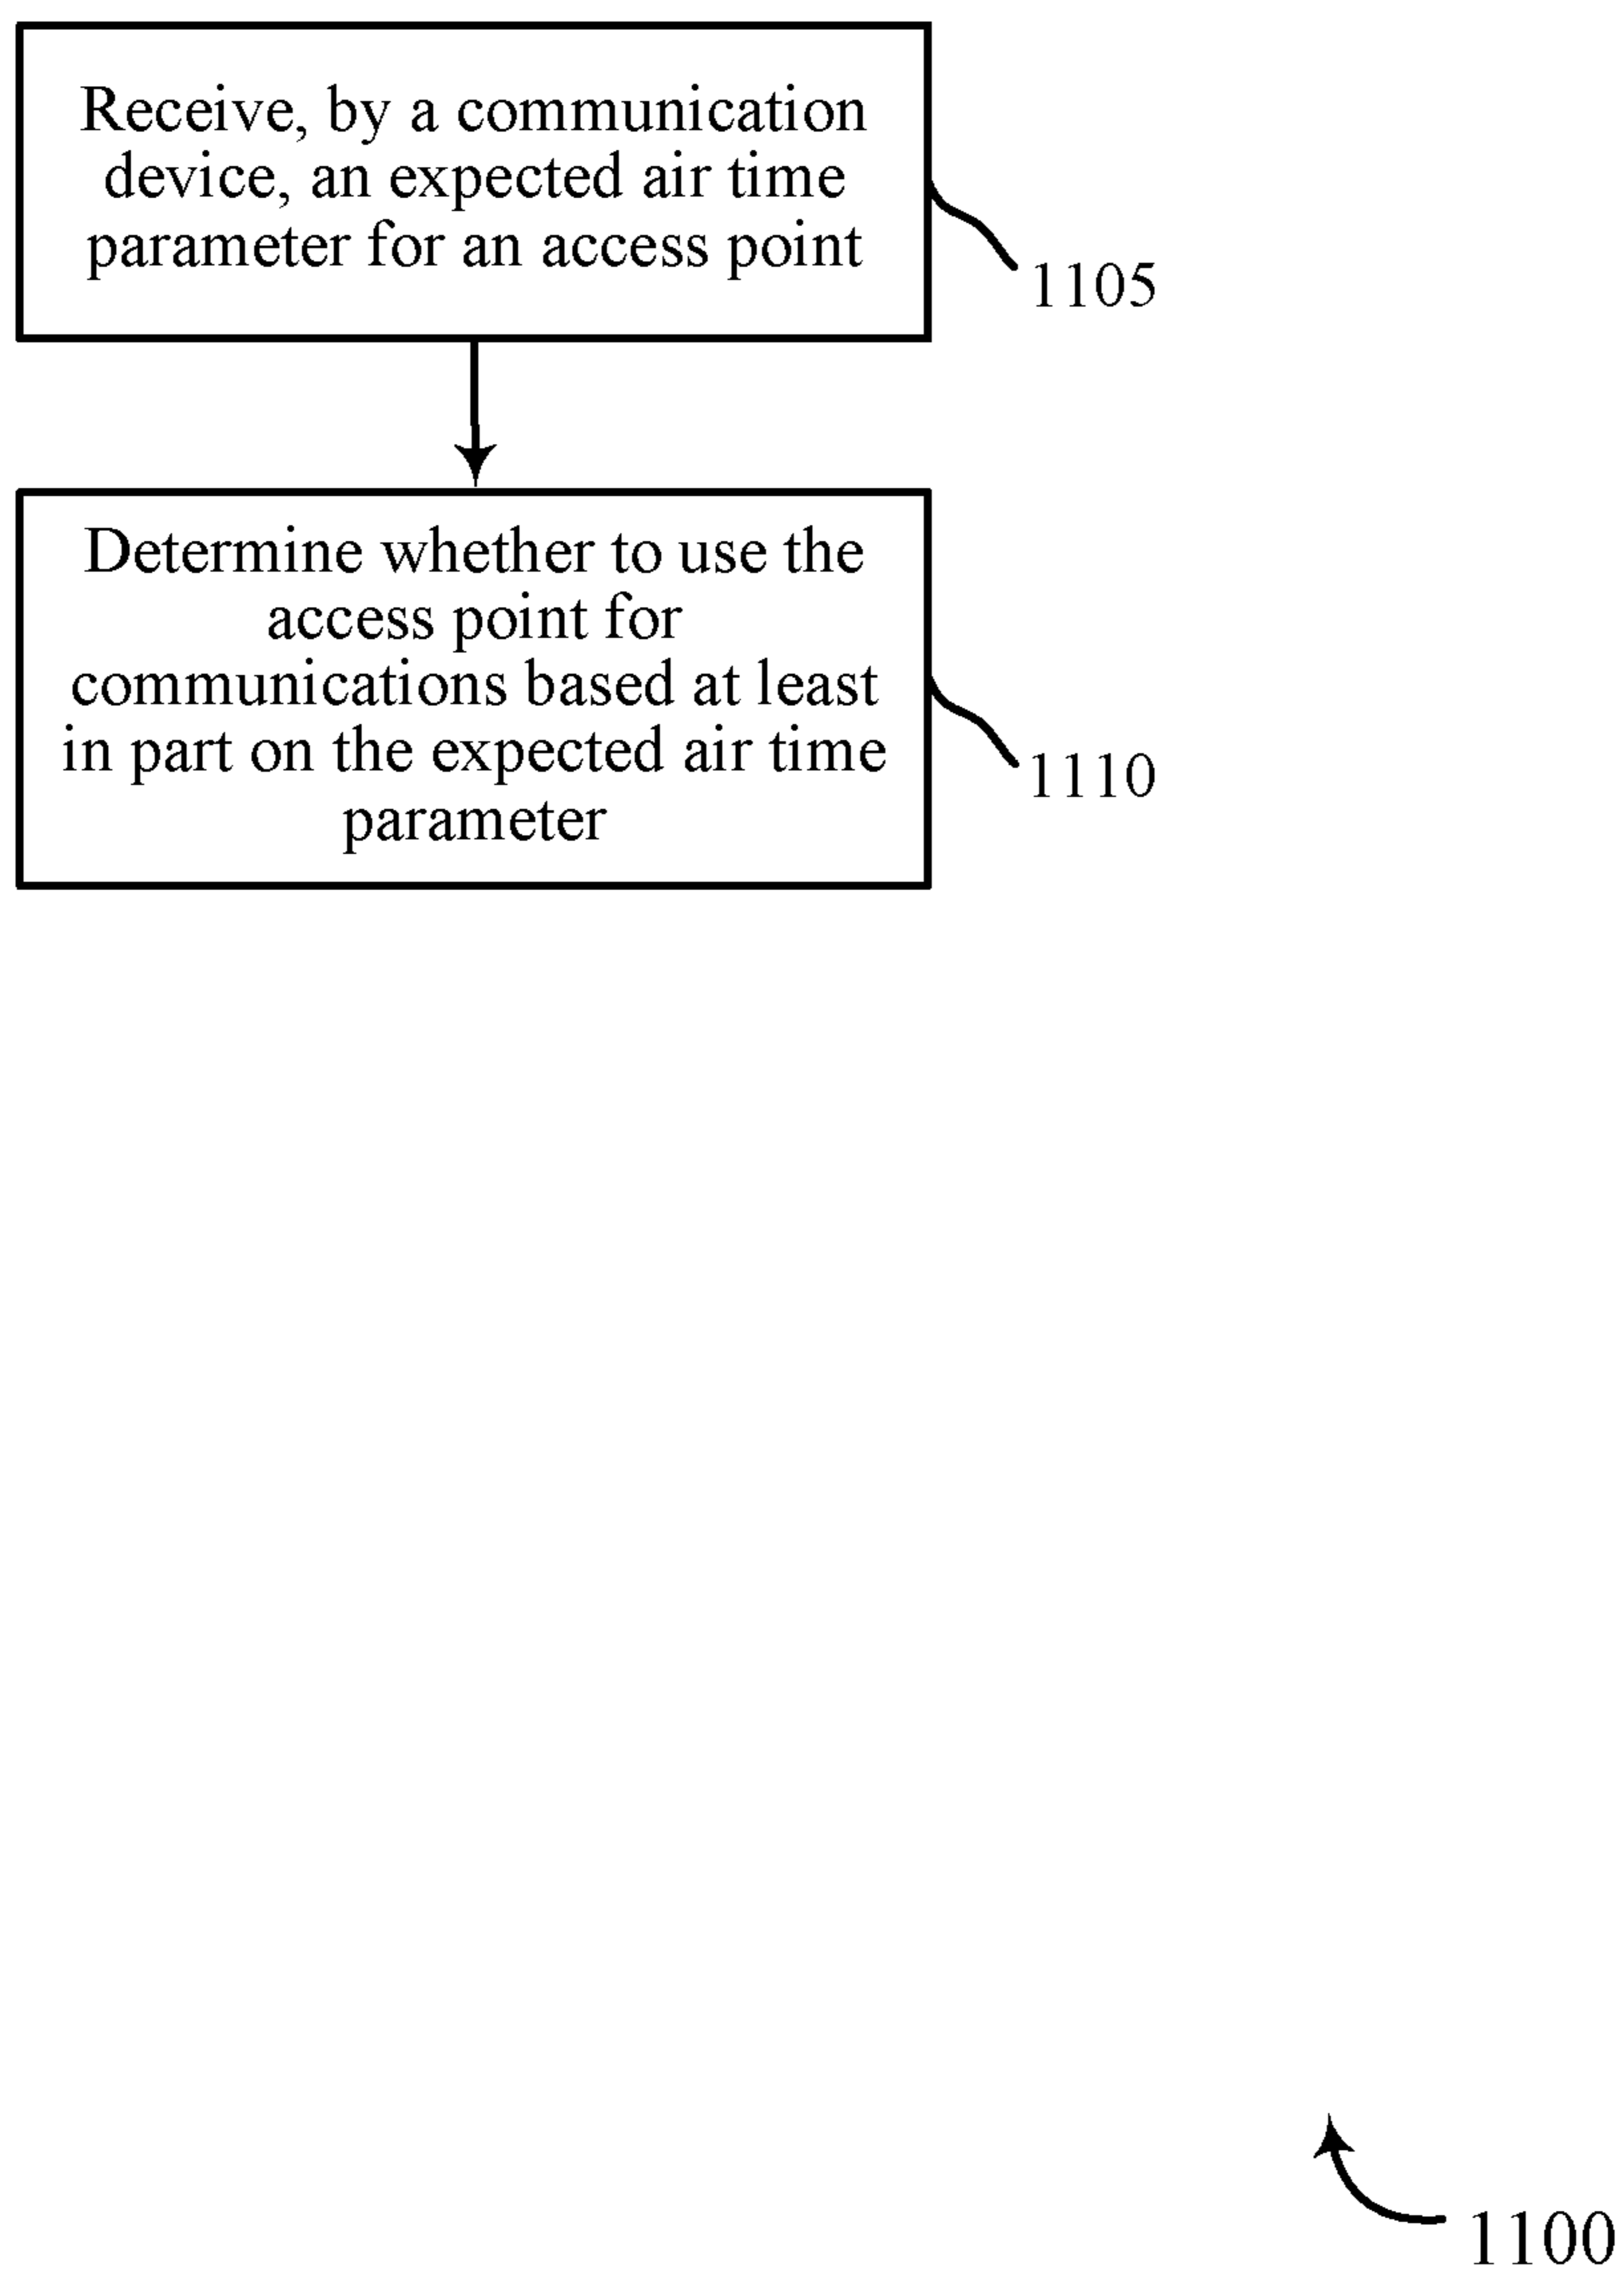 Receive, by a communication
device, an expected air time
parameter for an access point
1105
Determine whether to use the
access point for
communications based at least
in part on the expected air time
parameter
1110
1100